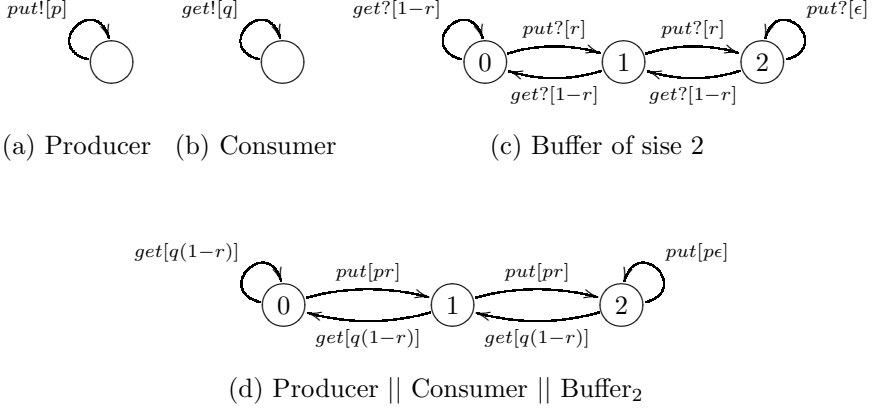 put![p] get![q] get?[1−r] put?[r] put?[r] put?[ϵ]
0 1 2
get?[1−r] get?[1−r]
(a) Producer (b) Consumer (c) Buffer of sise 2
get[q(1−r)] put[pr] put[pr] put[pϵ]
0 1 2
get[q(1−r)] get[q(1−r)]
(d) Producer || Consumer || Buffer₂